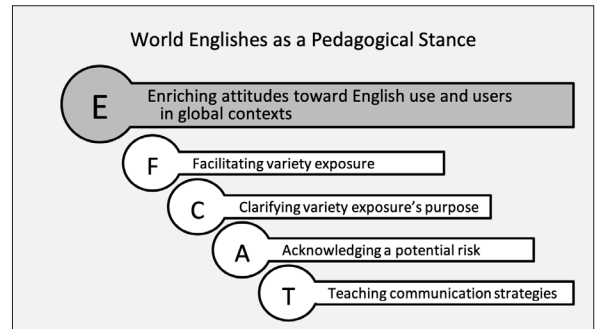 World Englishes as a Pedagogical Stance
E
Enriching attitudes toward English use and users
in global contexts
F
Facilitating variety exposure
C
Clarifying variety exposure’s purpose
A
Acknowledging a potential risk
T
Teaching communication strategies